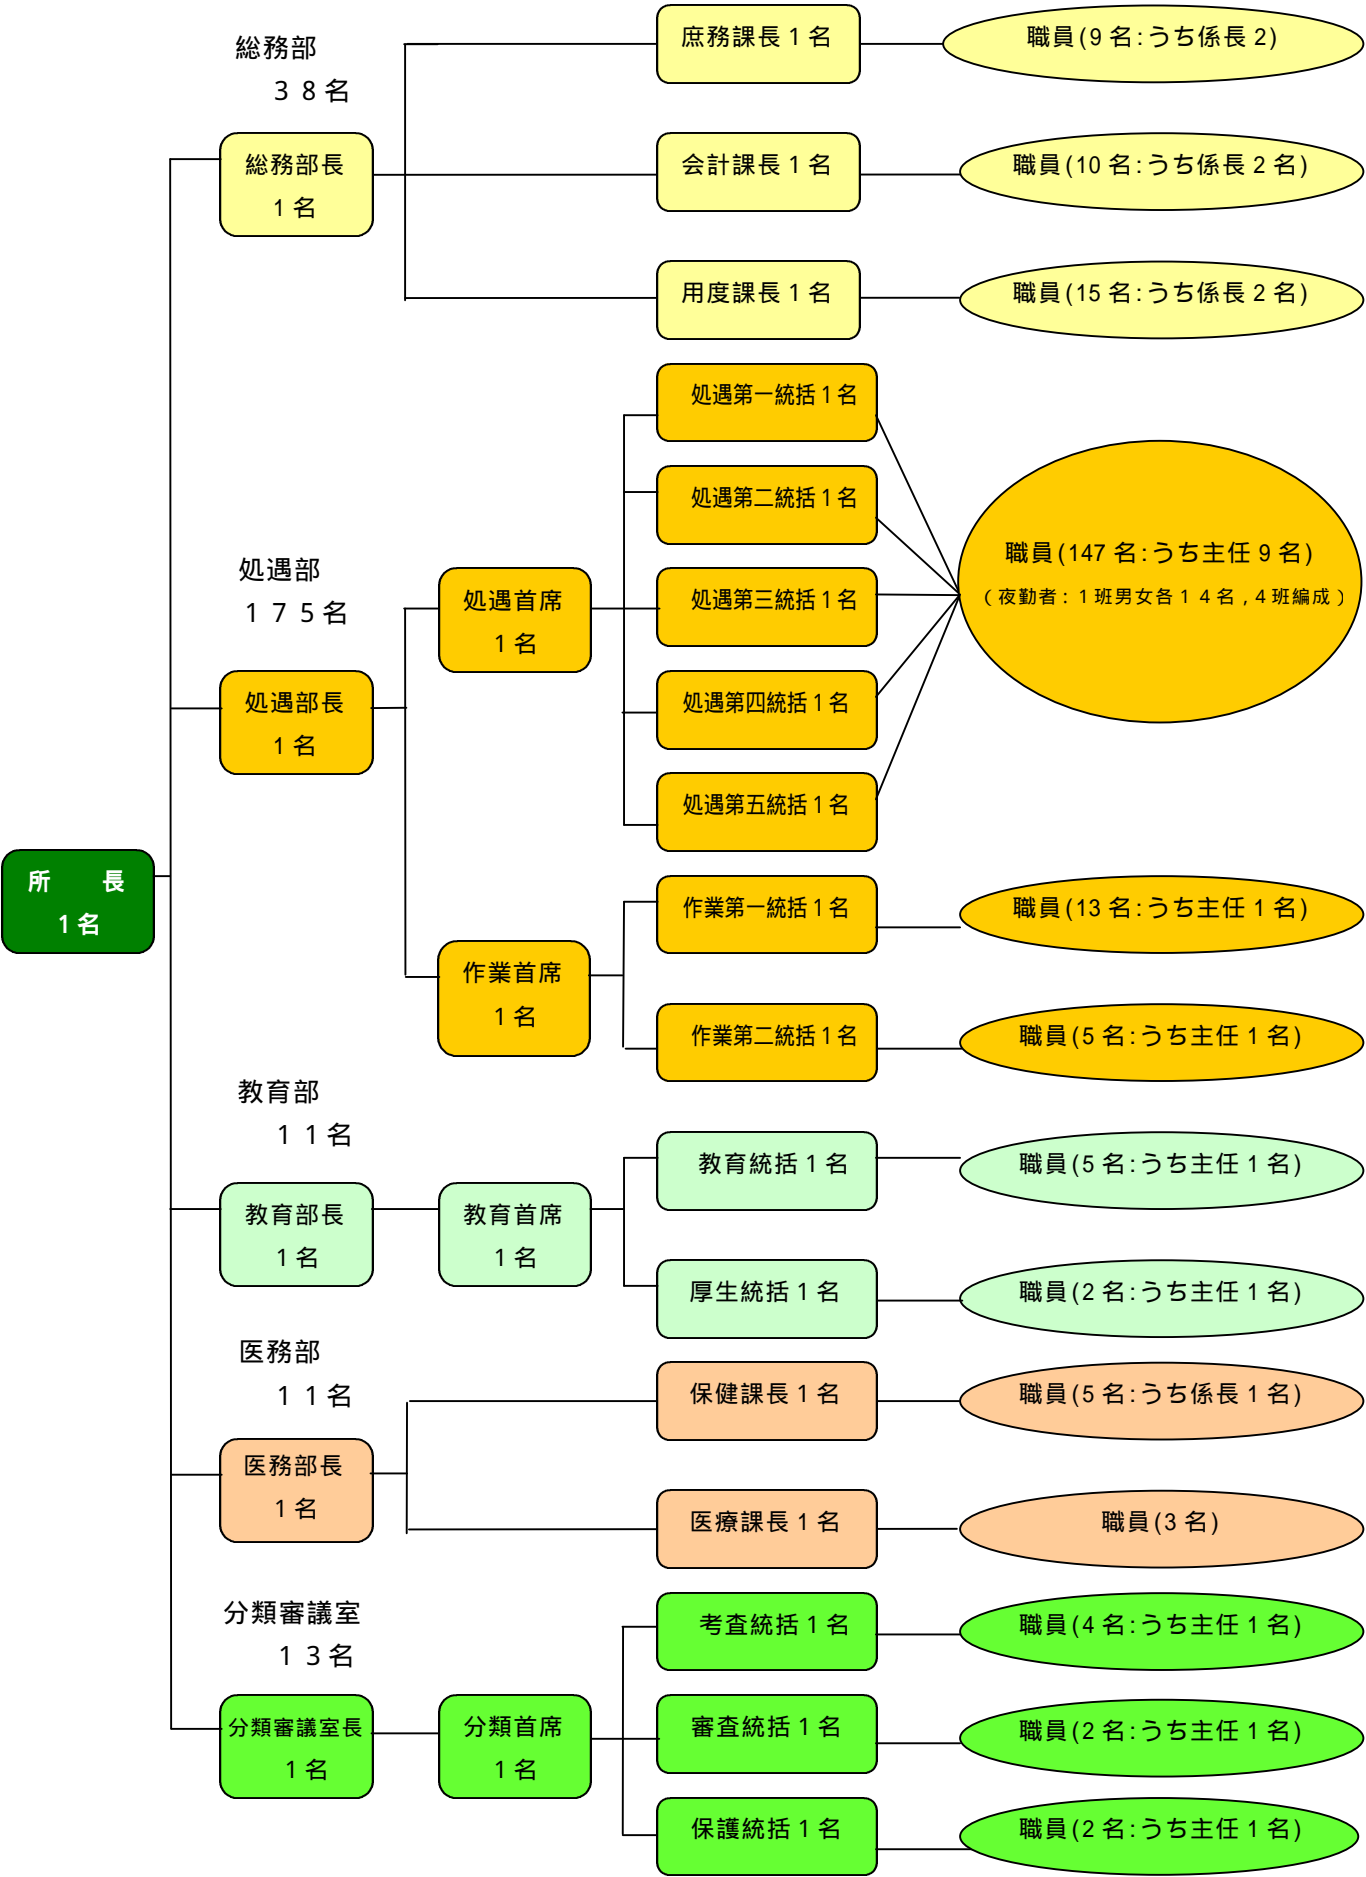 総務部
３８名
総務部長
1 名
庶務課長 1 名
職員(9 名:うち係長 2)
会計課長 1 名
職員(10 名:うち係長 2 名)
用度課長 1 名
職員(15 名:うち係長 2 名)
所　長
1 名
処遇部
１７５名
処遇部長
1 名
処遇首席
1 名
処遇第一統括 1 名
処遇第二統括 1 名
処遇第三統括 1 名
処遇第四統括 1 名
処遇第五統括 1 名
職員(147 名:うち主任 9 名)
（夜勤者：１班男女各１４名，４班編成）
作業首席
1 名
作業第一統括 1 名
職員(13 名:うち主任 1 名)
作業第二統括 1 名
職員(5 名:うち主任 1 名)
教育部
１１名
教育部長
1 名
教育首席
1 名
教育統括 1 名
職員(5 名:うち主任 1 名)
厚生統括 1 名
職員(2 名:うち主任 1 名)
医務部
１１名
医務部長
1 名
保健課長 1 名
職員(5 名:うち係長 1 名)
医療課長 1 名
職員(3 名)
分類審議室
１３名
分類審議室長
1 名
分類首席
1 名
考査統括 1 名
職員(4 名:うち主任 1 名)
審査統括 1 名
職員(2 名:うち主任 1 名)
保護統括 1 名
職員(2 名:うち主任 1 名)